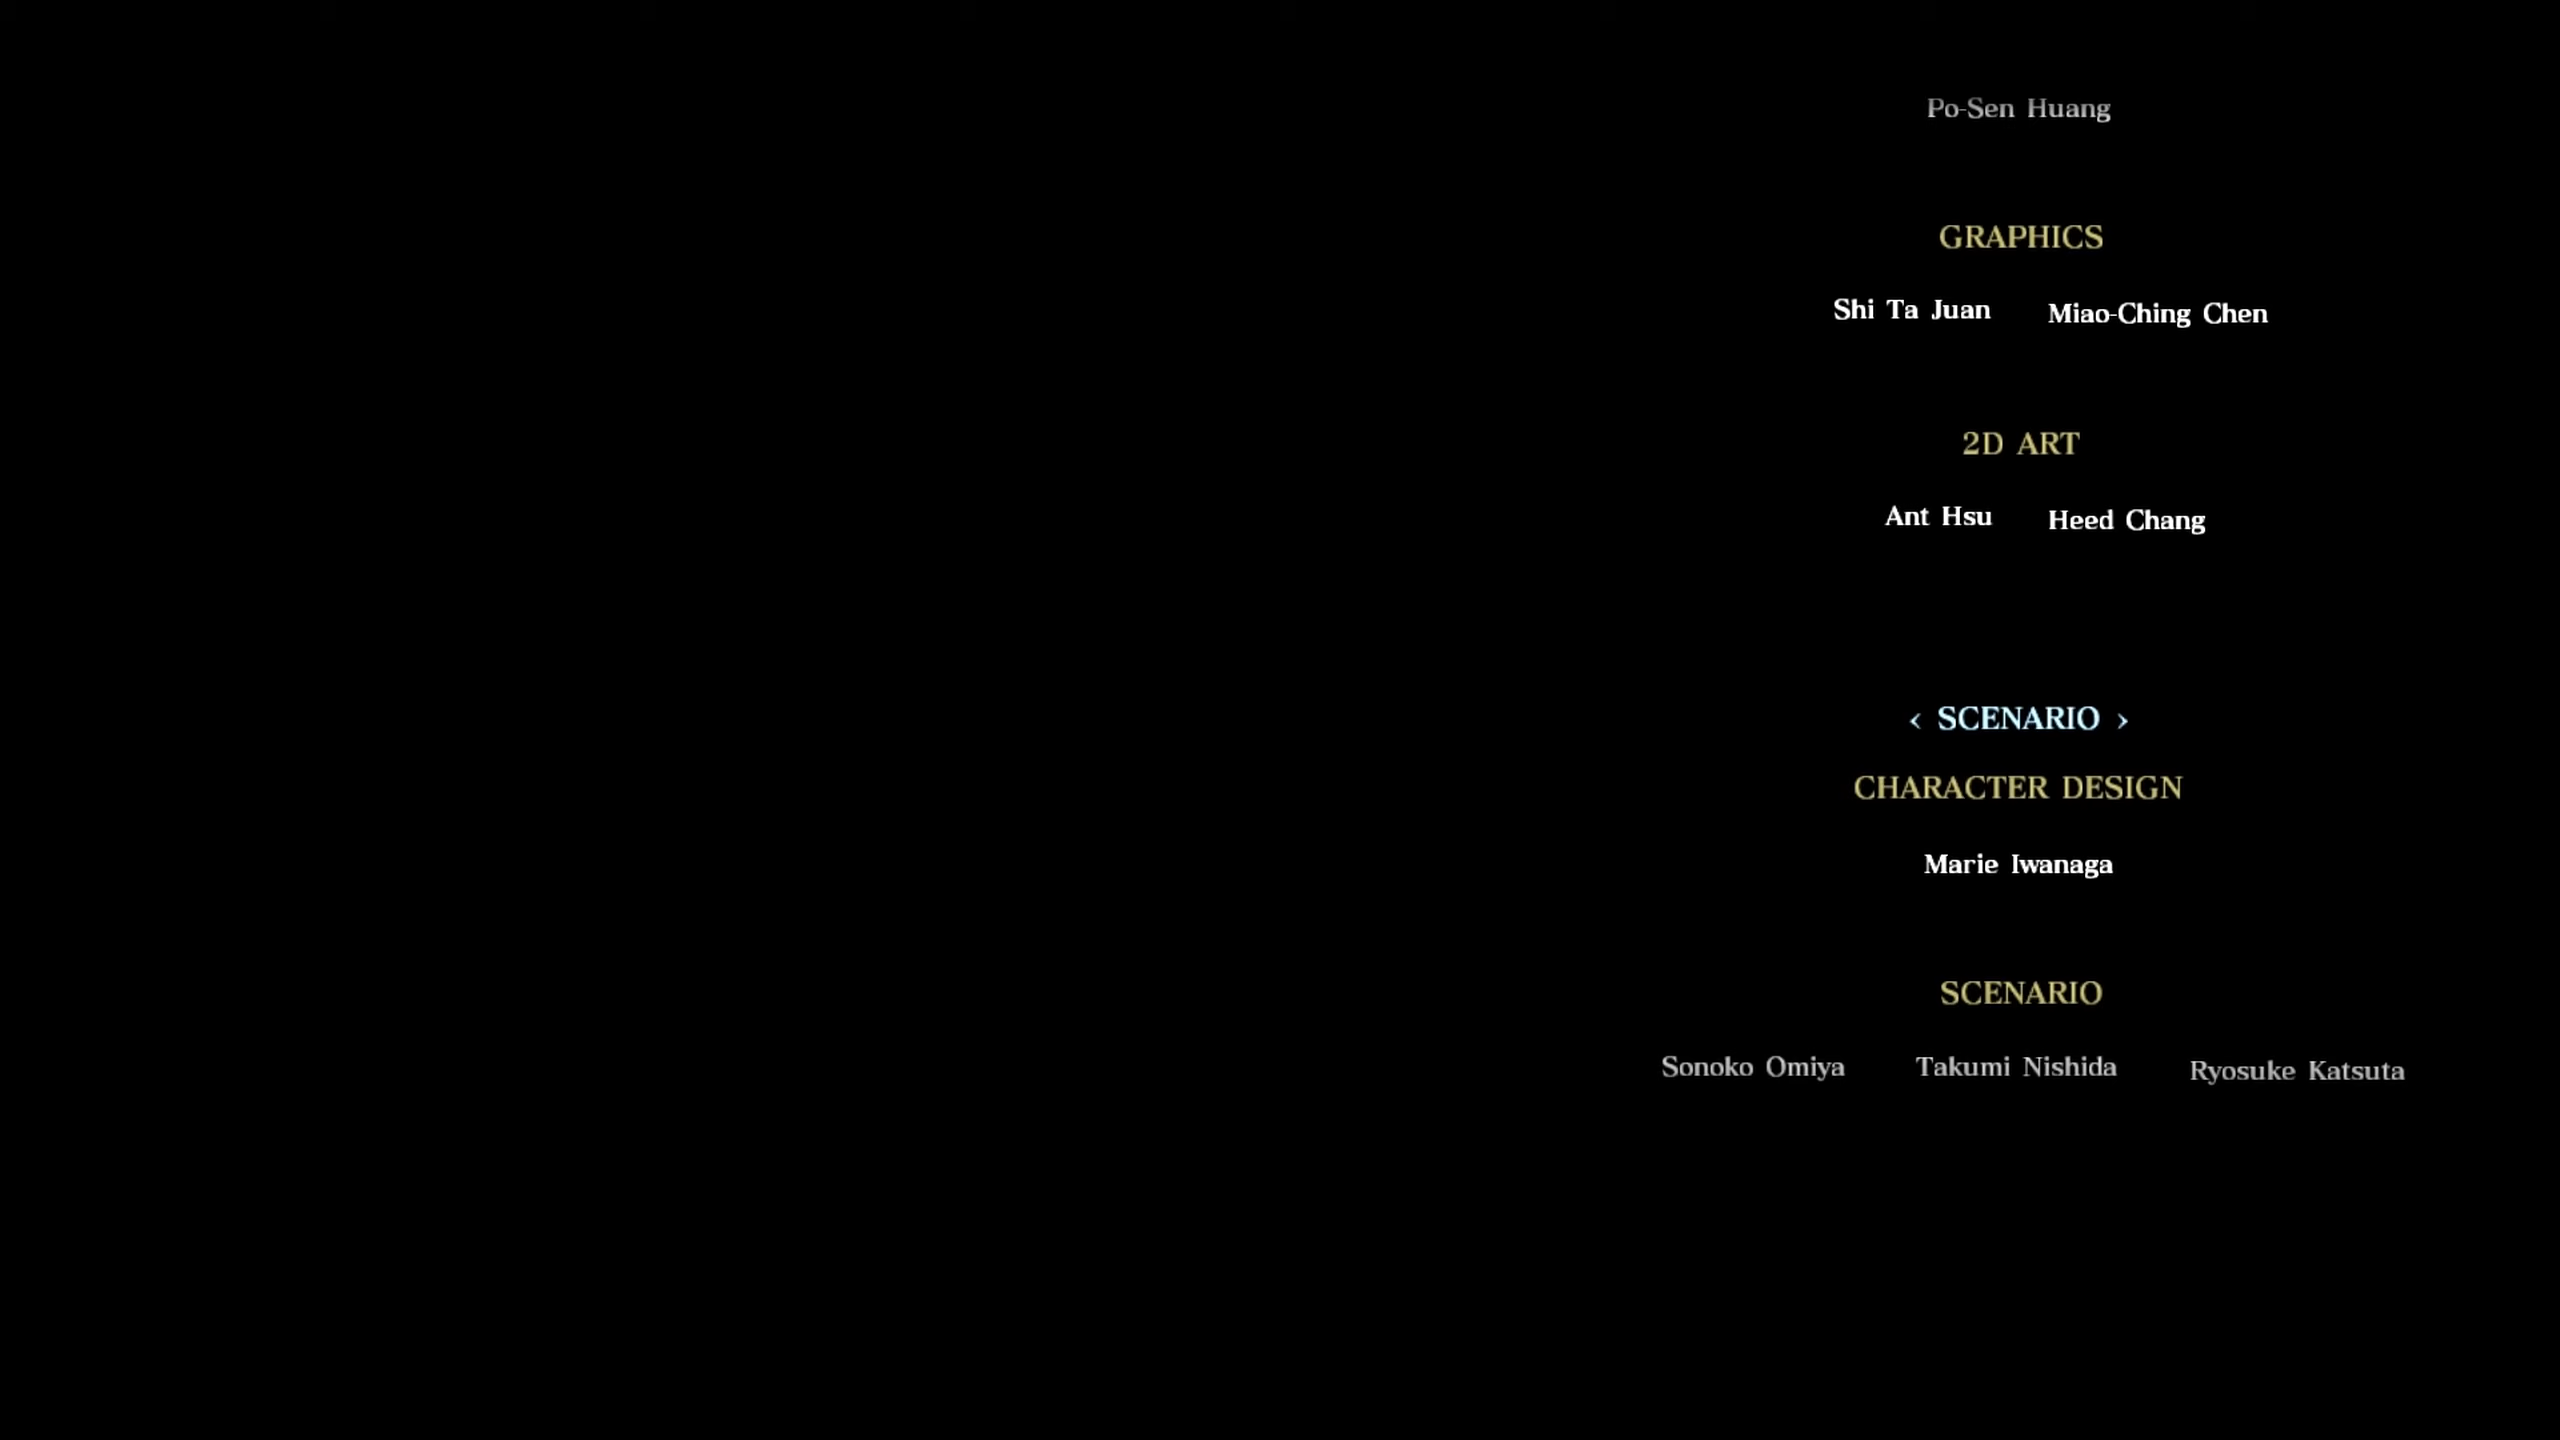 Po-Sen Huang
GRAPHICS
Shi Ta Juan Miao-Ching Chen
2D ART
Ant Hsu Heed Chang
‹ SCENARIO ›
CHARACTER DESIGN
Marie Iwanaga
SCENARIO
Sonoko Omiya Takumi Nishida Ryosuke Katsuta